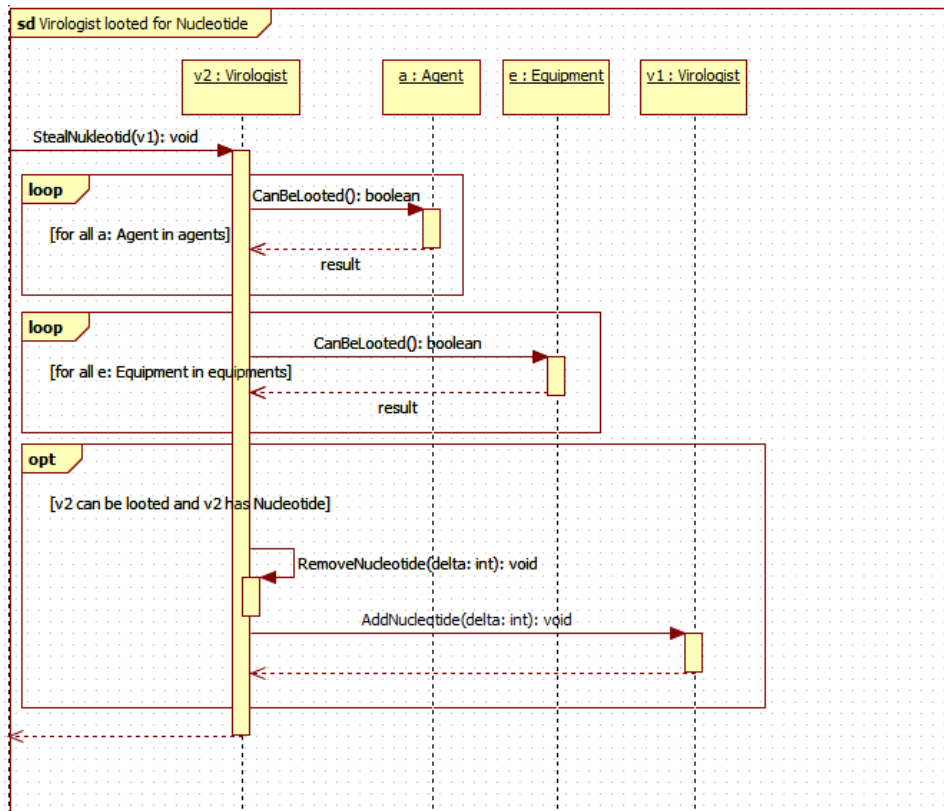 sd Virologist looted for Nucleotide
v2 : Virologist
a : Agent
e : Equipment
v1 : Virologist
StealNukleotid(v1): void
loop
CanBeLooted(): boolean
[for all a: Agent in agents]
result
loop
CanBeLooted(): boolean
[for all e: Equipment in equipments]
result
opt
[v2 can be looted and v2 has Nucleotide]
RemoveNucleotide(delta: int): void
AddNucleotide(delta: int): void